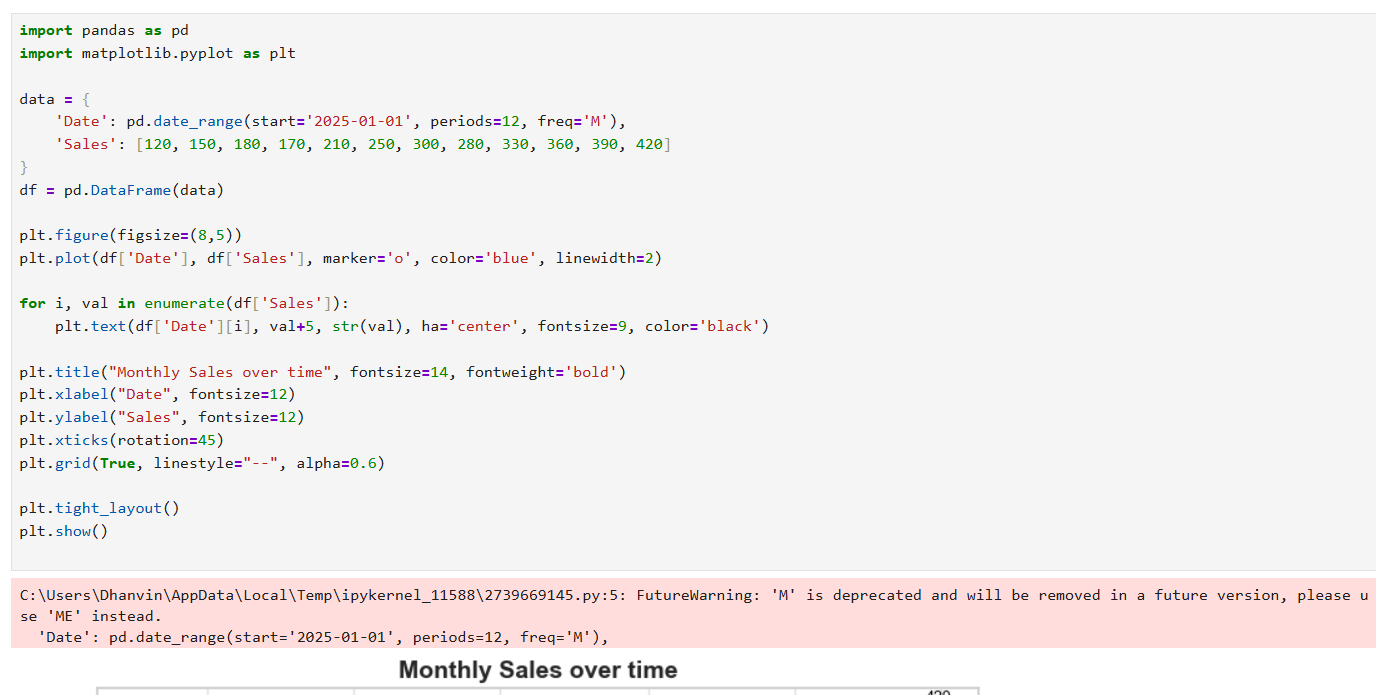 import pandas as pd
import matplotlib.pyplot as plt
data = {
    'Date': pd.date_range(start='2025-01-01', periods=12, freq='M'),
    'Sales': [120, 150, 180, 170, 210, 250, 300, 280, 330, 360, 390, 420]
}
df = pd.DataFrame(data)
plt.figure(figsize=(8,5))
plt.plot(df['Date'], df['Sales'], marker='o', color='blue', linewidth=2)
for i, val in enumerate(df['Sales']):
    plt.text(df['Date'][i], val+5, str(val), ha='center', fontsize=9, color='black')
plt.title("Monthly Sales over time", fontsize=14, fontweight='bold')
plt.xlabel("Date", fontsize=12)
plt.ylabel("Sales", fontsize=12)
plt.xticks(rotation=45)
plt.grid(True, linestyle="--", alpha=0.6)
plt.tight_layout()
plt.show()
C:\Users\Dhanvin\AppData\Local\Temp\ipykernel_11588\2739669145.py:5: FutureWarning: 'M' is deprecated and will be removed in a future version, please u
se 'ME' instead.
  'Date': pd.date_range(start='2025-01-01', periods=12, freq='M'),
Monthly Sales over time